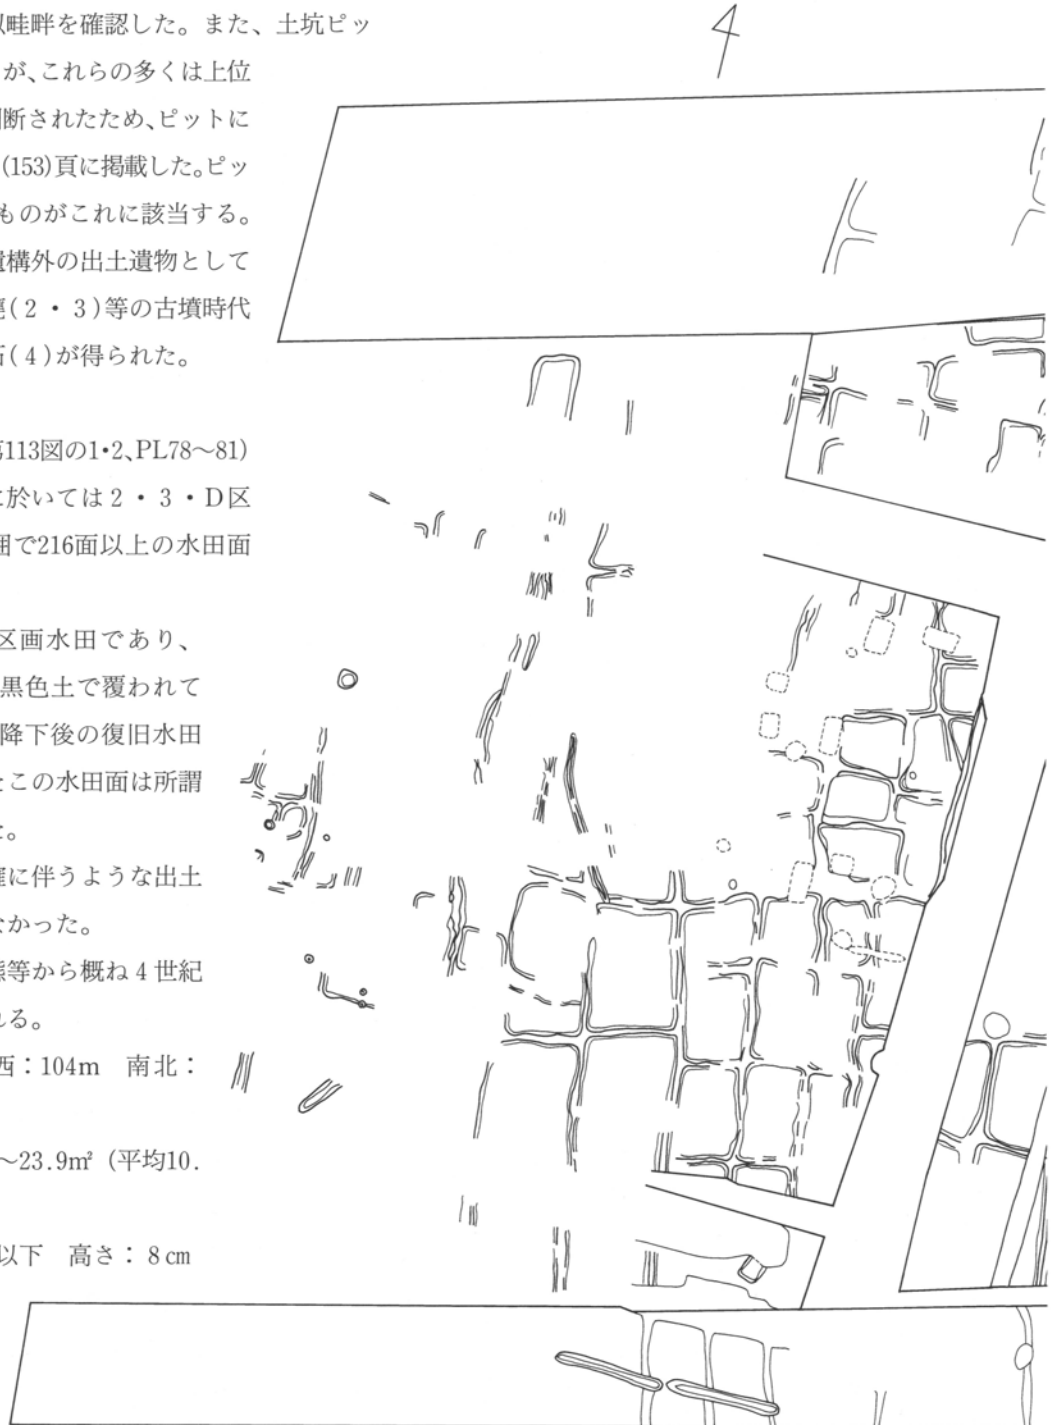 畦畔を確認した。また、土坑ピッ
が、これらの多くは上位
断されたため、ピットに
(153)頁に掲載した。ピッ
ものがこれに該当する。
構外の出土遺物として
(2・3)等の古墳時代
(4)が得られた。
113図の1・2、PL78～81)
於いては2・3・D区
で216面以上の水田面
区画水田であり、
黒色土で覆われて
降下後の復旧水田
この水田面は所謂
。
に伴うような出土
なかった。
等から概ね4世紀
れる。
西：104m　南北：
～23.9㎡（平均10.
以下　高さ：8㎝